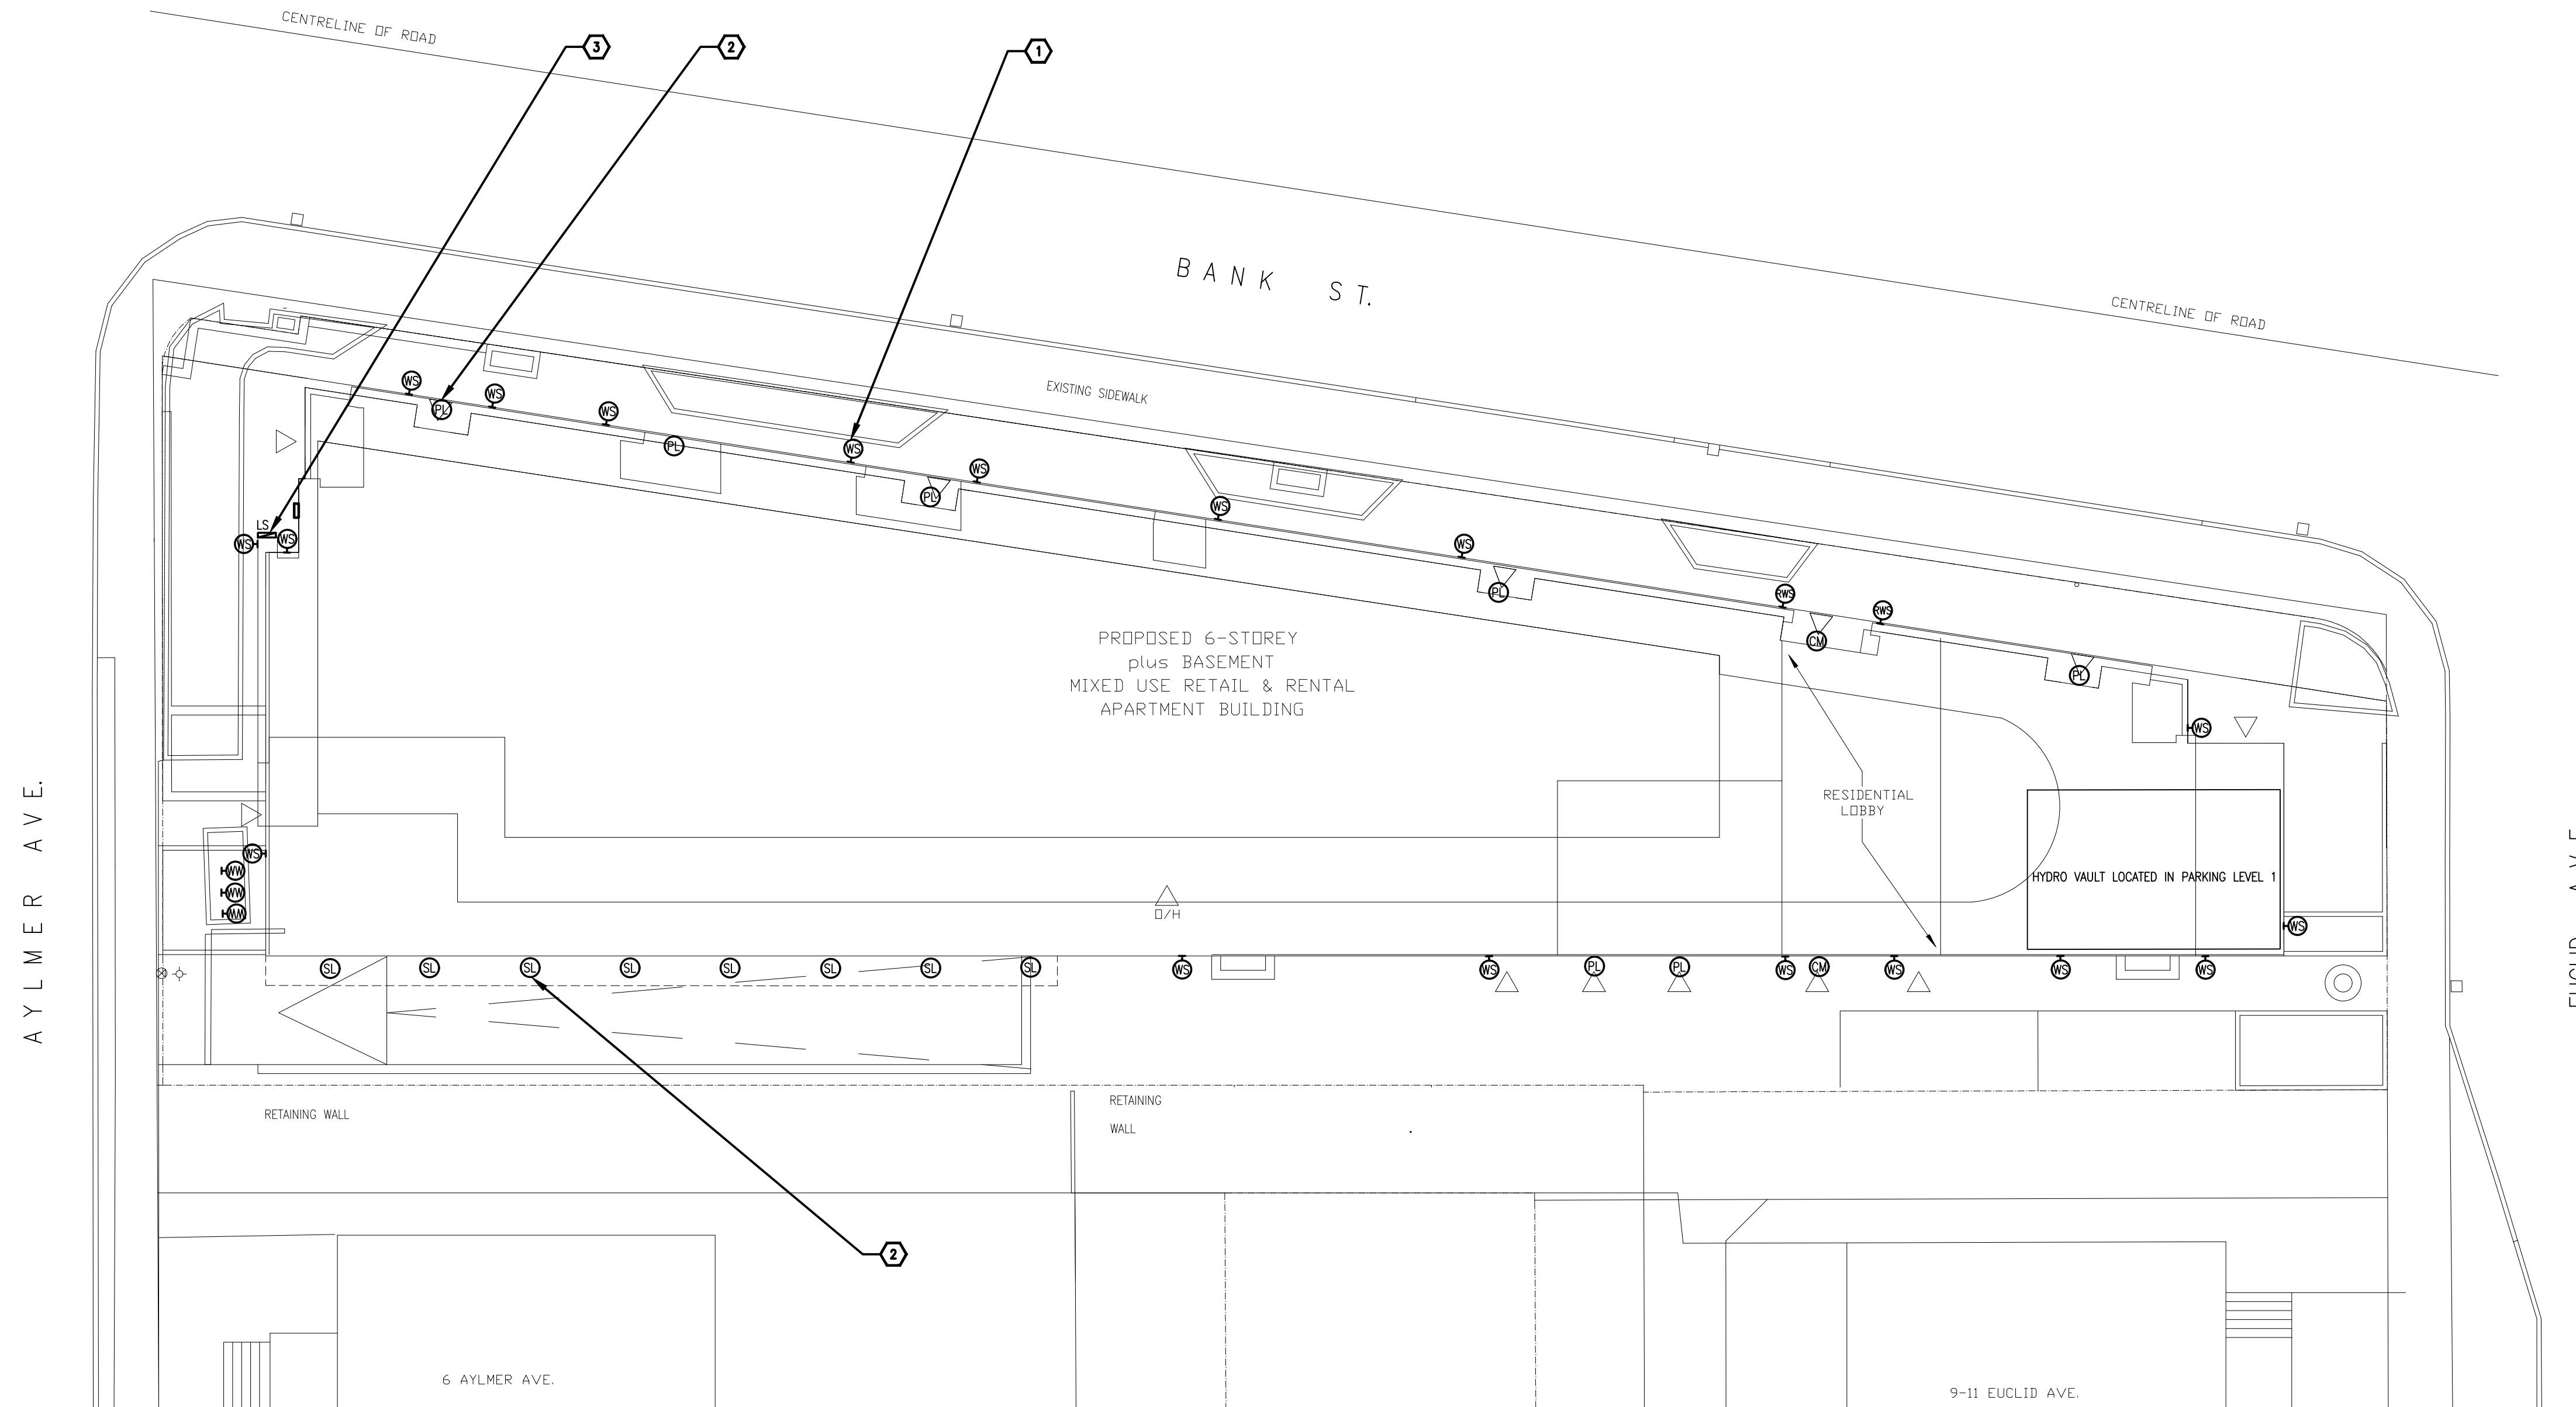 CENTRELINE OF ROAD
3
2
1
BANK ST.
CENTRELINE OF ROAD
EXISTING SIDEWALK
WS
PL
WS
WS
PL
WS
PL
WS
WS
WS
PL
RWS
CM
RWS
PL
WS
LS
WS
WS
PROPOSED 6-STOREY
plus BASEMENT
MIXED USE RETAIL & RENTAL
APARTMENT BUILDING
RESIDENTIAL
LOBBY
HYDRO VAULT LOCATED IN PARKING LEVEL 1
AYLMER AVE.
WS
WW
WW
WW
O/H
WS
SL
SL
SL
SL
SL
SL
SL
SL
WS
WS
PL
PL
WS
CM
WS
WS
WS
RETAINING WALL
RETAINING
WALL
2
6 AYLMER AVE.
9-11 EUCLID AVE.